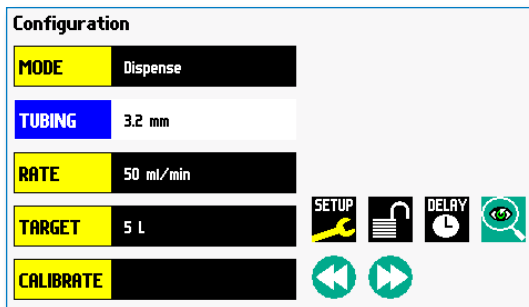 Configuration
MODE Dispense
TUBING 3.2 mm
RATE 50 ml/min
TARGET 5 L
SETUP DELAY
CALIBRATE